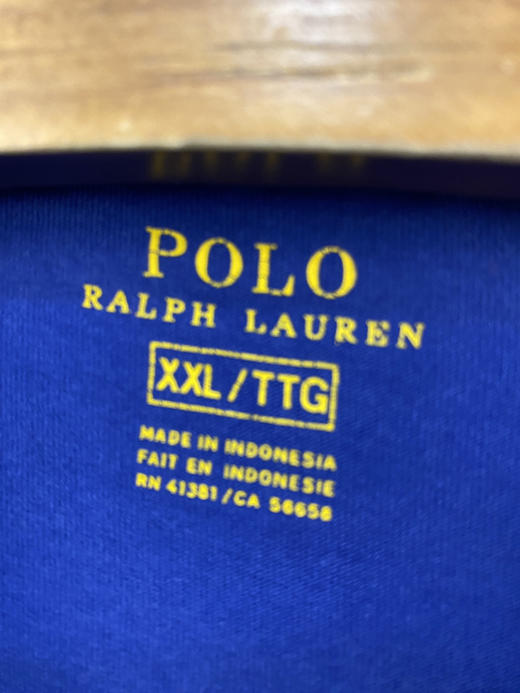 POLO
RALPH LAUREN
XXL/TTG
MADE IN INDONESIA
FAIT EN INDONESIE
RN 41381/CA 56658